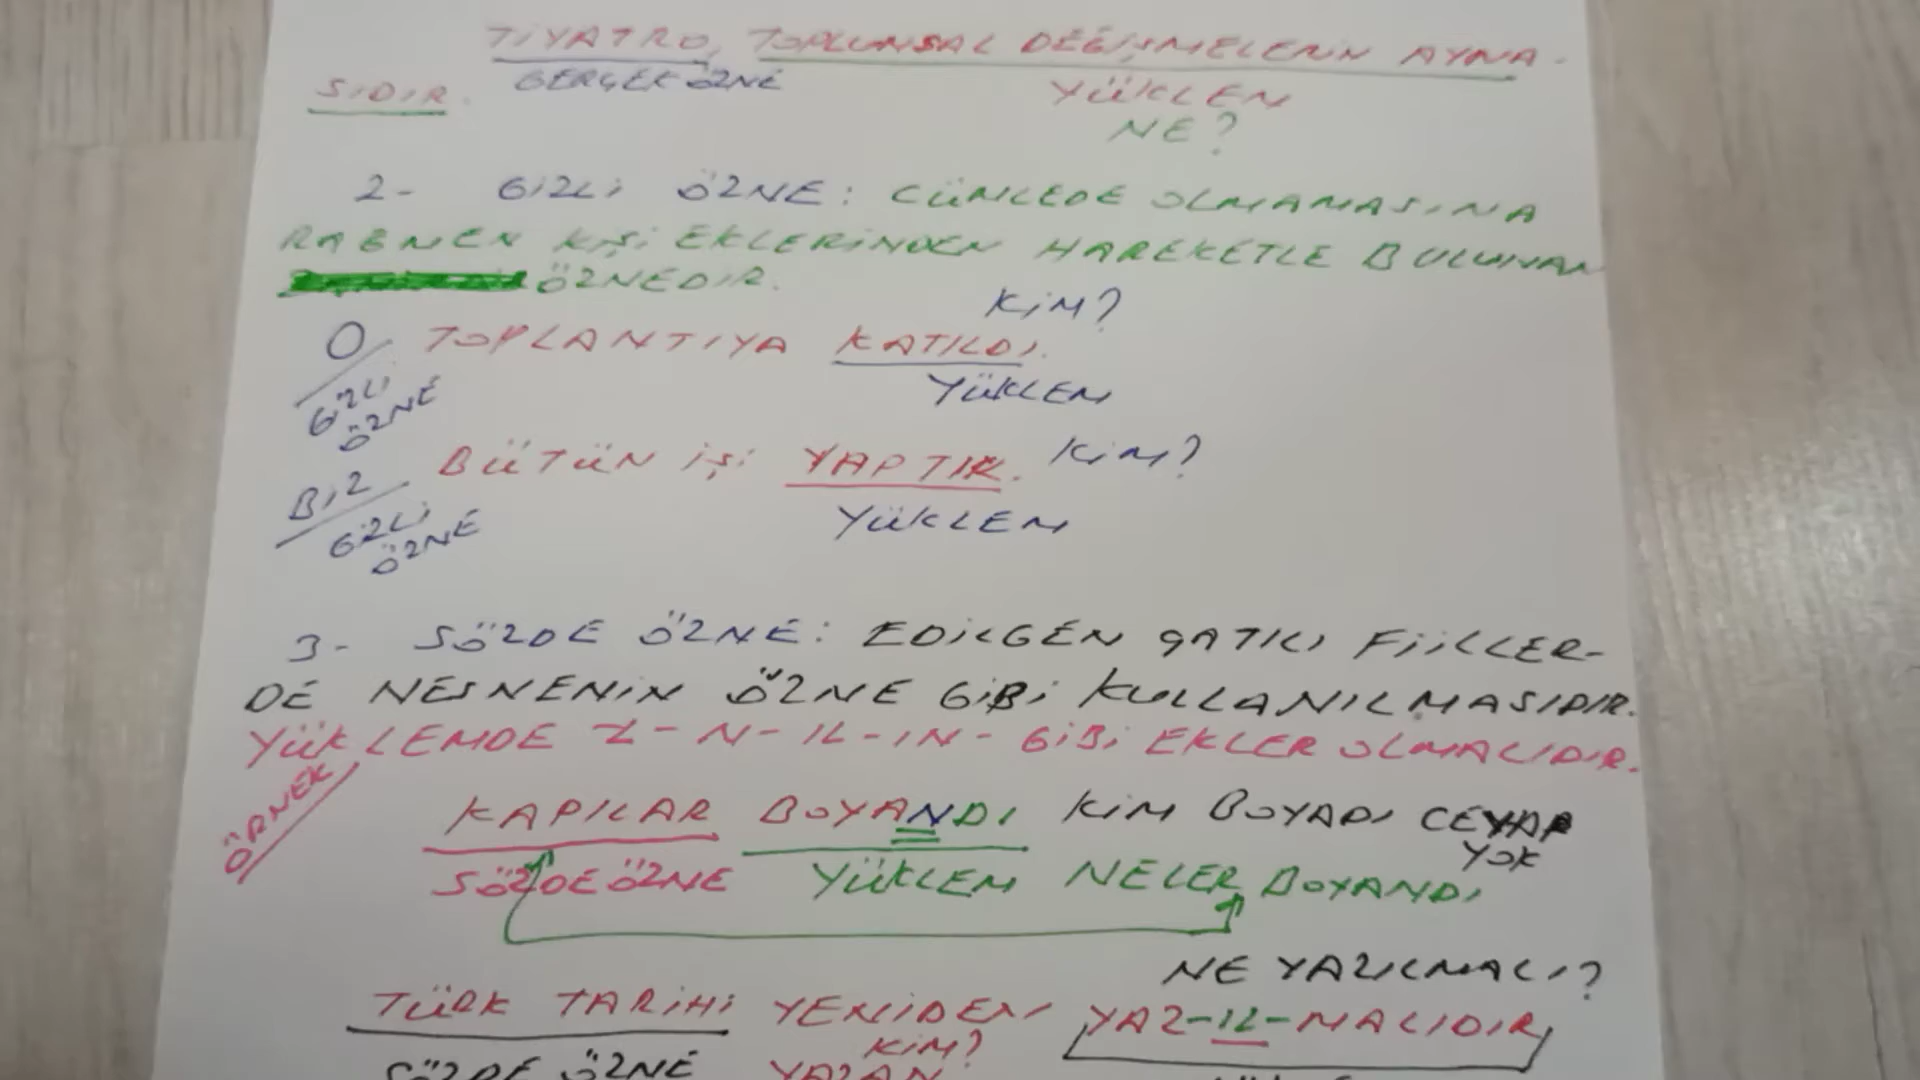 TİYATRO, TOPLUMSAL DEĞİŞMELERİN AYNA-
SIDIR.
GERÇEK ÖZNE YÜKLEM
NE?
2- GİZLİ ÖZNE: CÜMLEDE OLMAMASINA
RAĞMEN KİŞİ EKLERİNDEN HAREKETLE BULUNAN
ÖZNEDİR.
KİM?
O TOPLANTIYA KATILDI.
GİZLİ ÖZNE YÜKLEM
BİZ BÜTÜN İŞİ YAPTIK. KİM?
GİZLİ ÖZNE YÜKLEM
3- SÖZDE ÖZNE: EDİLGEN ÇATILI FİİLLER-
DE NESNENİN ÖZNE GİBİ KULLANILMASIDIR.
YÜKLEMDE L-N-IL-IN- GİBİ EKLER OLMALIDIR.
ÖRNEK
KAPILAR BOYANDI KİM BOYADI CEVAP
YOK
SÖZDE ÖZNE YÜKLEM NELER BOYANDI
NE YAZILMALI?
TÜRK TARİHİ YENİDEN YAZ-IL-MALIDIR
KİM?
SÖZDE ÖZNE YAZAN